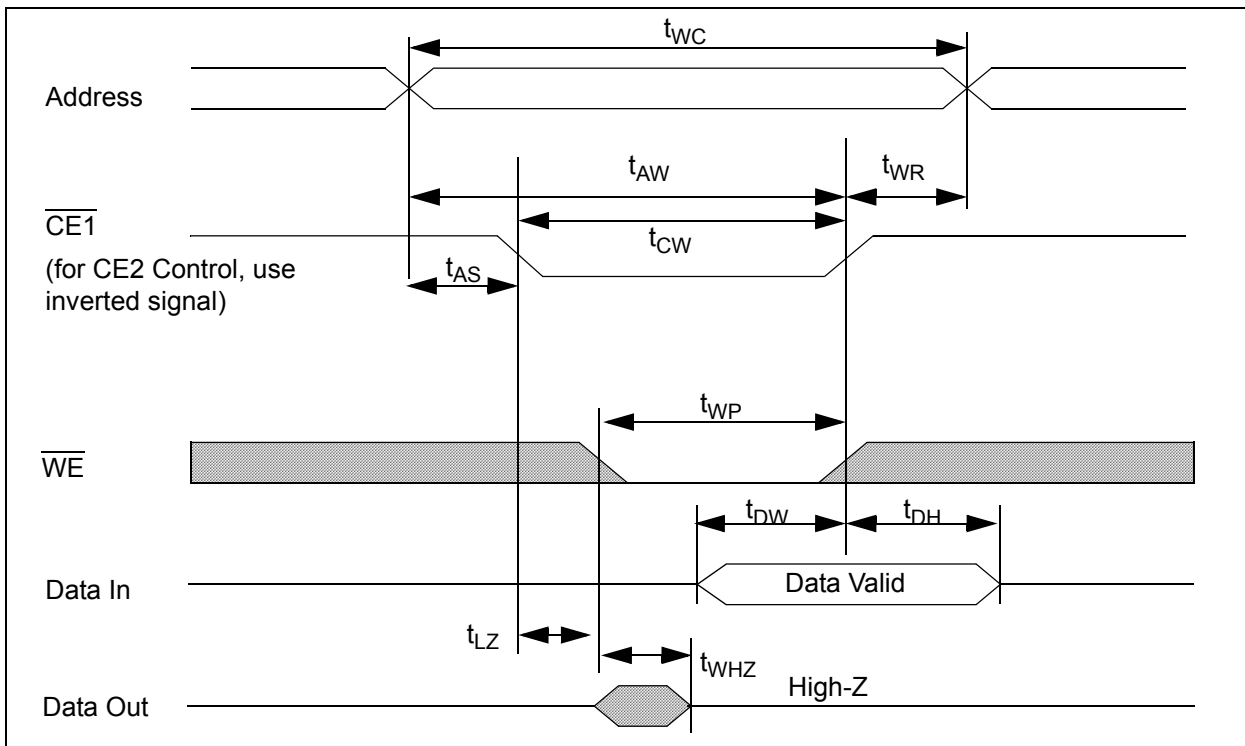 tWC
Address
tAW
tWR
CE1
tCW
(for CE2 Control, use
inverted signal)
tAS
tWP
WE
tDW
tDH
Data In
Data Valid
tLZ
tWHZ
High-Z
Data Out